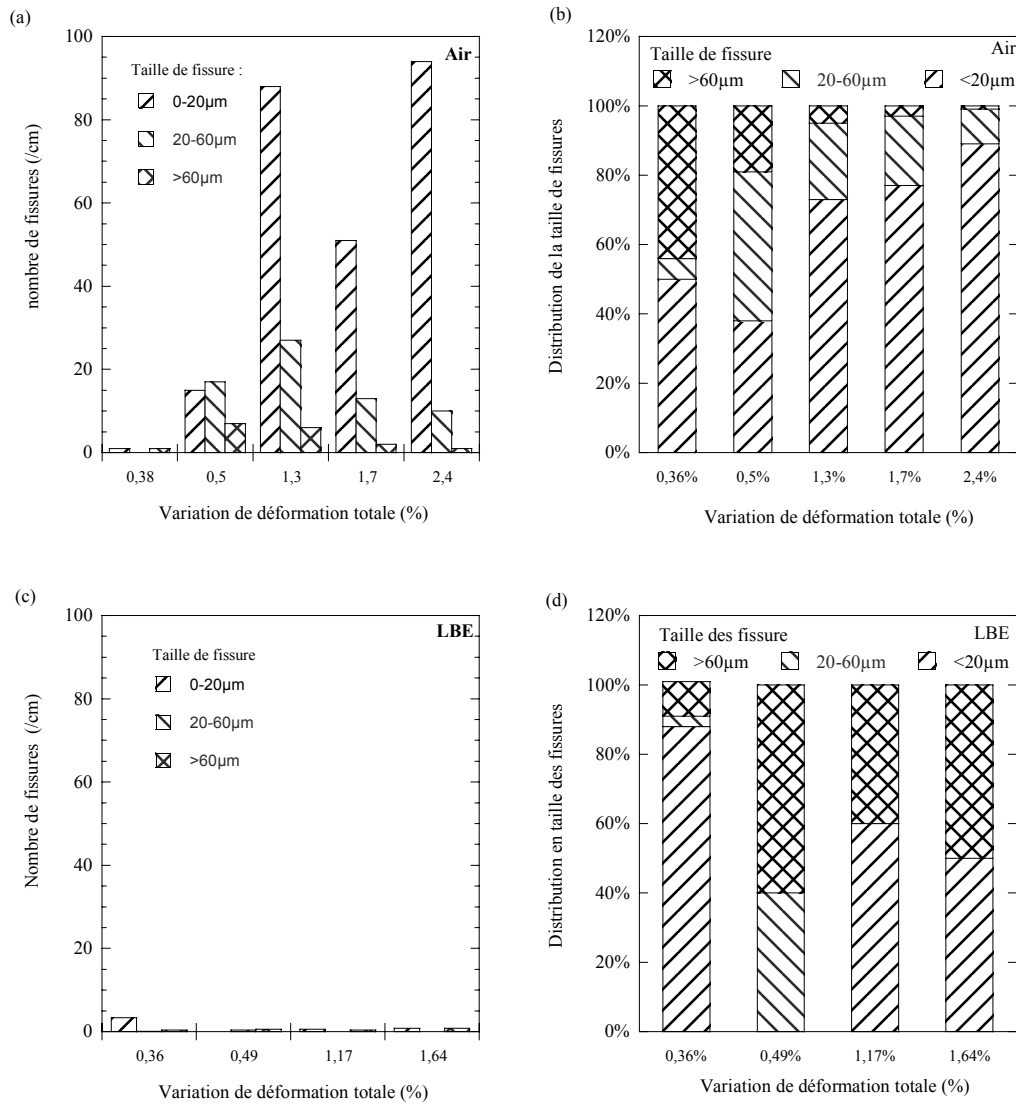 (a)
100
80
60
40
20
0
nombre de fissures (/cm)
Air
Taille de fissure :
0-20µm
20-60µm
>60µm
0,38 0,5 1,3 1,7 2,4
Variation de déformation totale (%)
(b)
120%
100%
80%
60%
40%
20%
0%
Distribution de la taille de fissures
Air
Taille de fissure
>60µm 20-60µm <20µm
0,36% 0,5% 1,3% 1,7% 2,4%
Variation de déformation totale (%)
(c)
100
80
60
40
20
0
Nombre de fissures (/cm)
LBE
Taille de fissure
0-20µm
20-60µm
>60µm
0,36 0,49 1,17 1,64
Variation de déformation totale (%)
(d)
120%
100%
80%
60%
40%
20%
0%
Distribution en taille des fissures
LBE
Taille des fissure
>60µm 20-60µm <20µm
0,36% 0,49% 1,17% 1,64%
Variation de déformation totale (%)